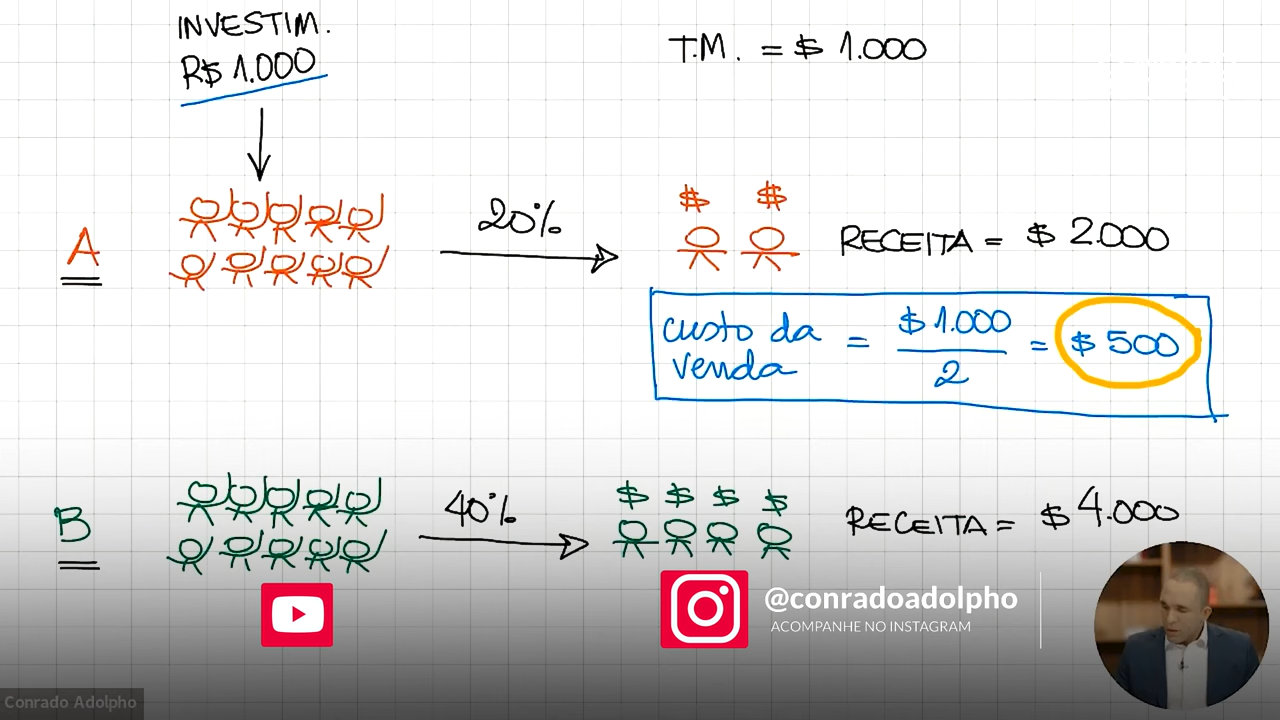 INVESTIM.
R$ 1.000
T.M. = $ 1.000
A
20%
$ $
RECEITA = $ 2.000
custo da venda = $ 1.000 / 2 = $ 500
B
40%
$ $ $ $
RECEITA = $ 4.000
@conradoadolpho
ACOMPANHE NO INSTAGRAM
Conrado Adolpho